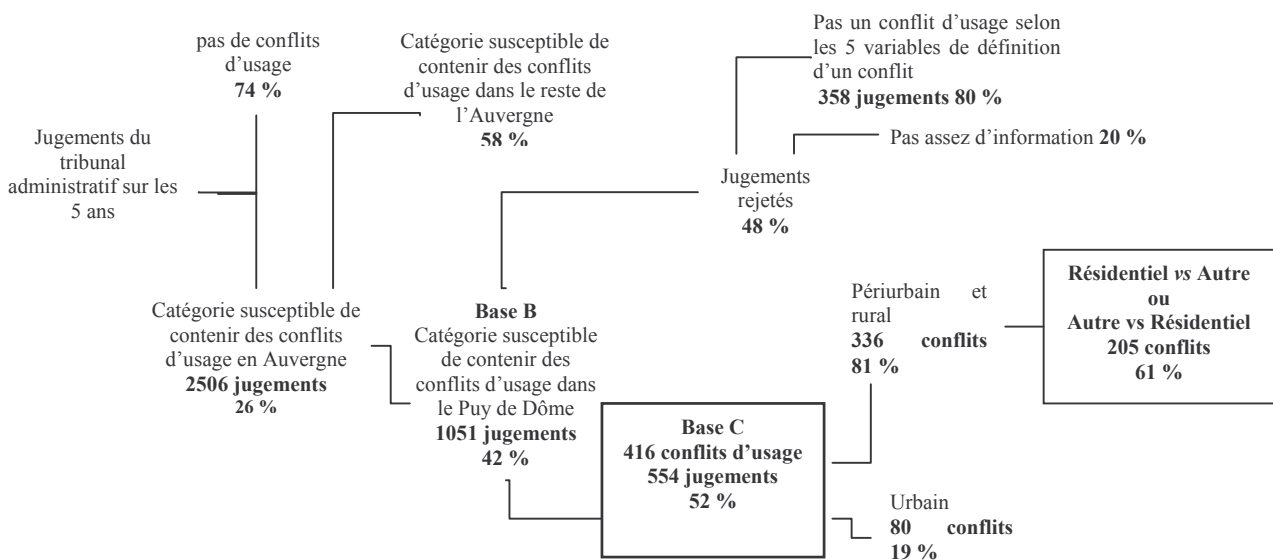 pas de conflits
d'usage
74 %
Catégorie susceptible de
contenir des conflits
d'usage dans le reste de
l'Auvergne
58 %
Pas un conflit d'usage selon
les 5 variables de définition
d'un conflit
358 jugements 80 %
Pas assez d'information 20 %
Jugements du
tribunal
administratif sur les
5 ans
Jugements
rejetés
48 %
Catégorie susceptible de
contenir des conflits
d'usage en Auvergne
2506 jugements
26 %
Base B
Catégorie susceptible
de contenir des
conflits d'usage dans
le Puy de Dôme
1051 jugements
42 %
Périurbain et
rural
336 conflits
81 %
Résidentiel vs Autre
ou
Autre vs Résidentiel
205 conflits
61 %
Base C
416 conflits d'usage
554 jugements
52 %
Urbain
80 conflits
19 %